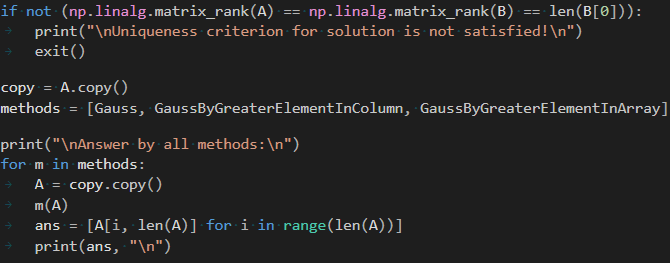 if not (np.linalg.matrix_rank(A) == np.linalg.matrix_rank(B) == len(B[0])):
    print("\nUniqueness criterion for solution is not satisfied!\n")
    exit()

copy = A.copy()
methods = [Gauss, GaussByGreaterElementInColumn, GaussByGreaterElementInArray]

print("\nAnswer by all methods:\n")
for m in methods:
    A = copy.copy()
    m(A)
    ans = [A[i, len(A)] for i in range(len(A))]
    print(ans, "\n")